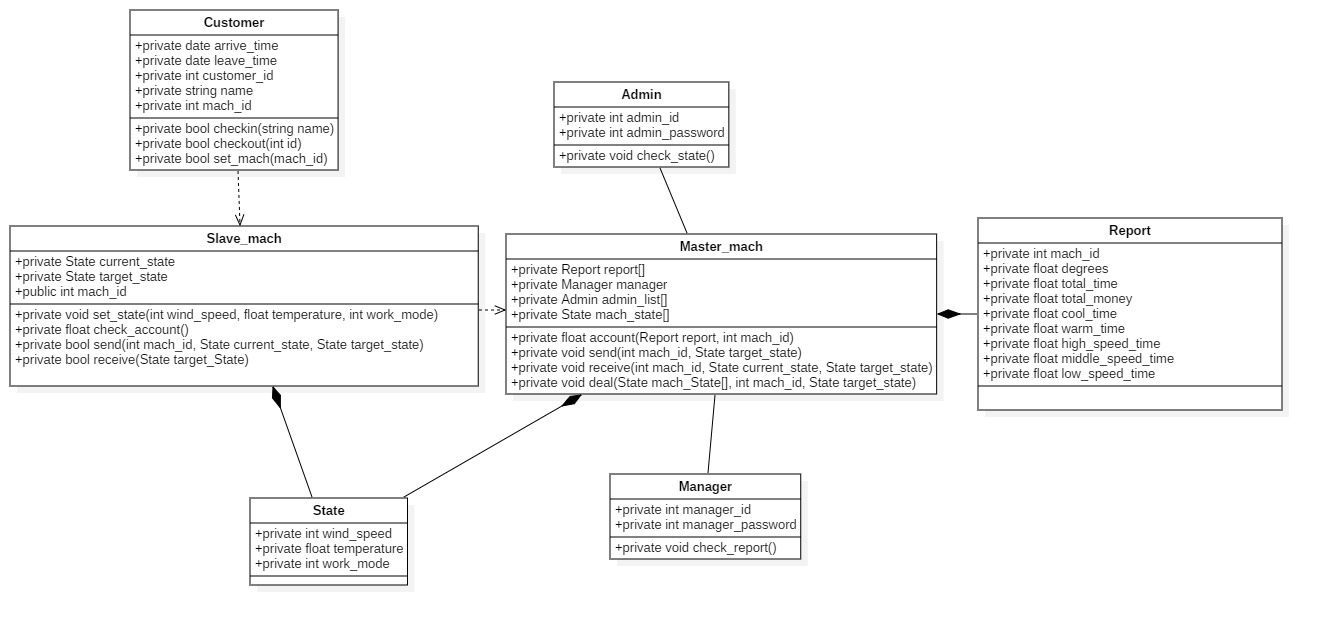 Customer
+private date arrive_time
+private date leave_time
+private int customer_id
+private string name
+private int mach_id
+private bool checkin(string name)
+private bool checkout(int id)
+private bool set_mach(mach_id)
Admin
+private int admin_id
+private int admin_password
+private void check_state()
Slave_mach
+private State current_state
+private State target_state
+public int mach_id
+private void set_state(int wind_speed, float temperature, int work_mode)
+private float check_account()
+private bool send(int mach_id, State current_state, State target_state)
+private bool receive(State target_State)
Master_mach
+private Report report[]
+private Manager manager
+private Admin admin_list[]
+private State mach_state[]
+private float account(Report report, int mach_id)
+private void send(int mach_id, State target_state)
+private void receive(int mach_id, State current_state, State target_state)
+private void deal(State mach_State[], int mach_id, State target_state)
Report
+private int mach_id
+private float degrees
+private float total_time
+private float total_money
+private float cool_time
+private float warm_time
+private float high_speed_time
+private float middle_speed_time
+private float low_speed_time
State
+private int wind_speed
+private float temperature
+private int work_mode
Manager
+private int manager_id
+private int manager_password
+private void check_report()